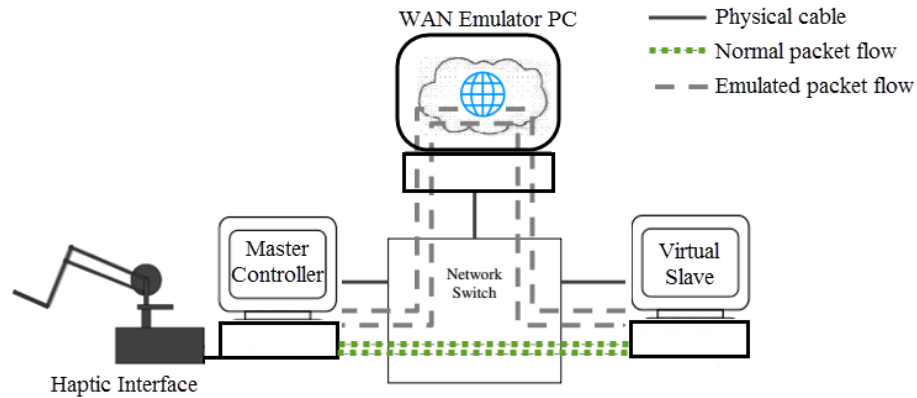 WAN Emulator PC
Physical cable
Normal packet flow
Emulated packet flow
Master
Controller
Network
Switch
Virtual
Slave
Haptic Interface